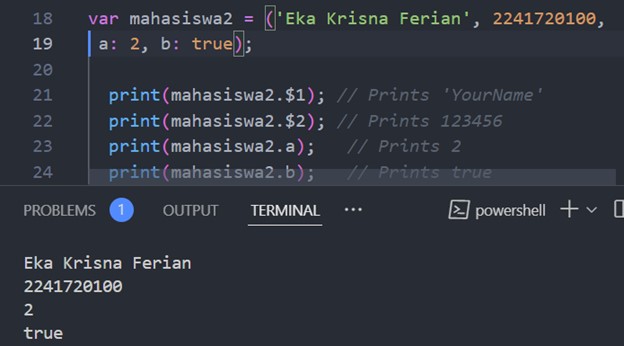 18 var mahasiswa2 = ('Eka Krisna Ferian', 2241720100,
19 a: 2, b: true);
20
21 print(mahasiswa2.$1); // Prints 'YourName'
22 print(mahasiswa2.$2); // Prints 123456
23 print(mahasiswa2.a); // Prints 2
24 print(mahasiswa2.b); // Prints true
PROBLEMS 1 OUTPUT TERMINAL ··· powershell
Eka Krisna Ferian
2241720100
2
true